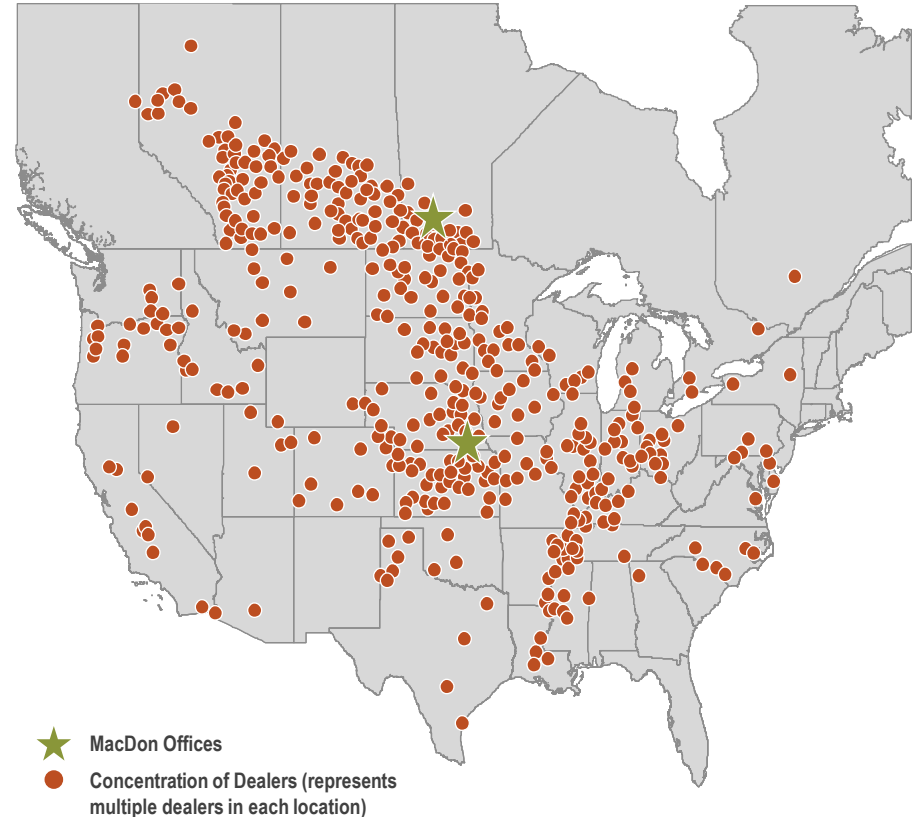 MacDon Offices
Concentration of Dealers (represents
multiple dealers in each location)